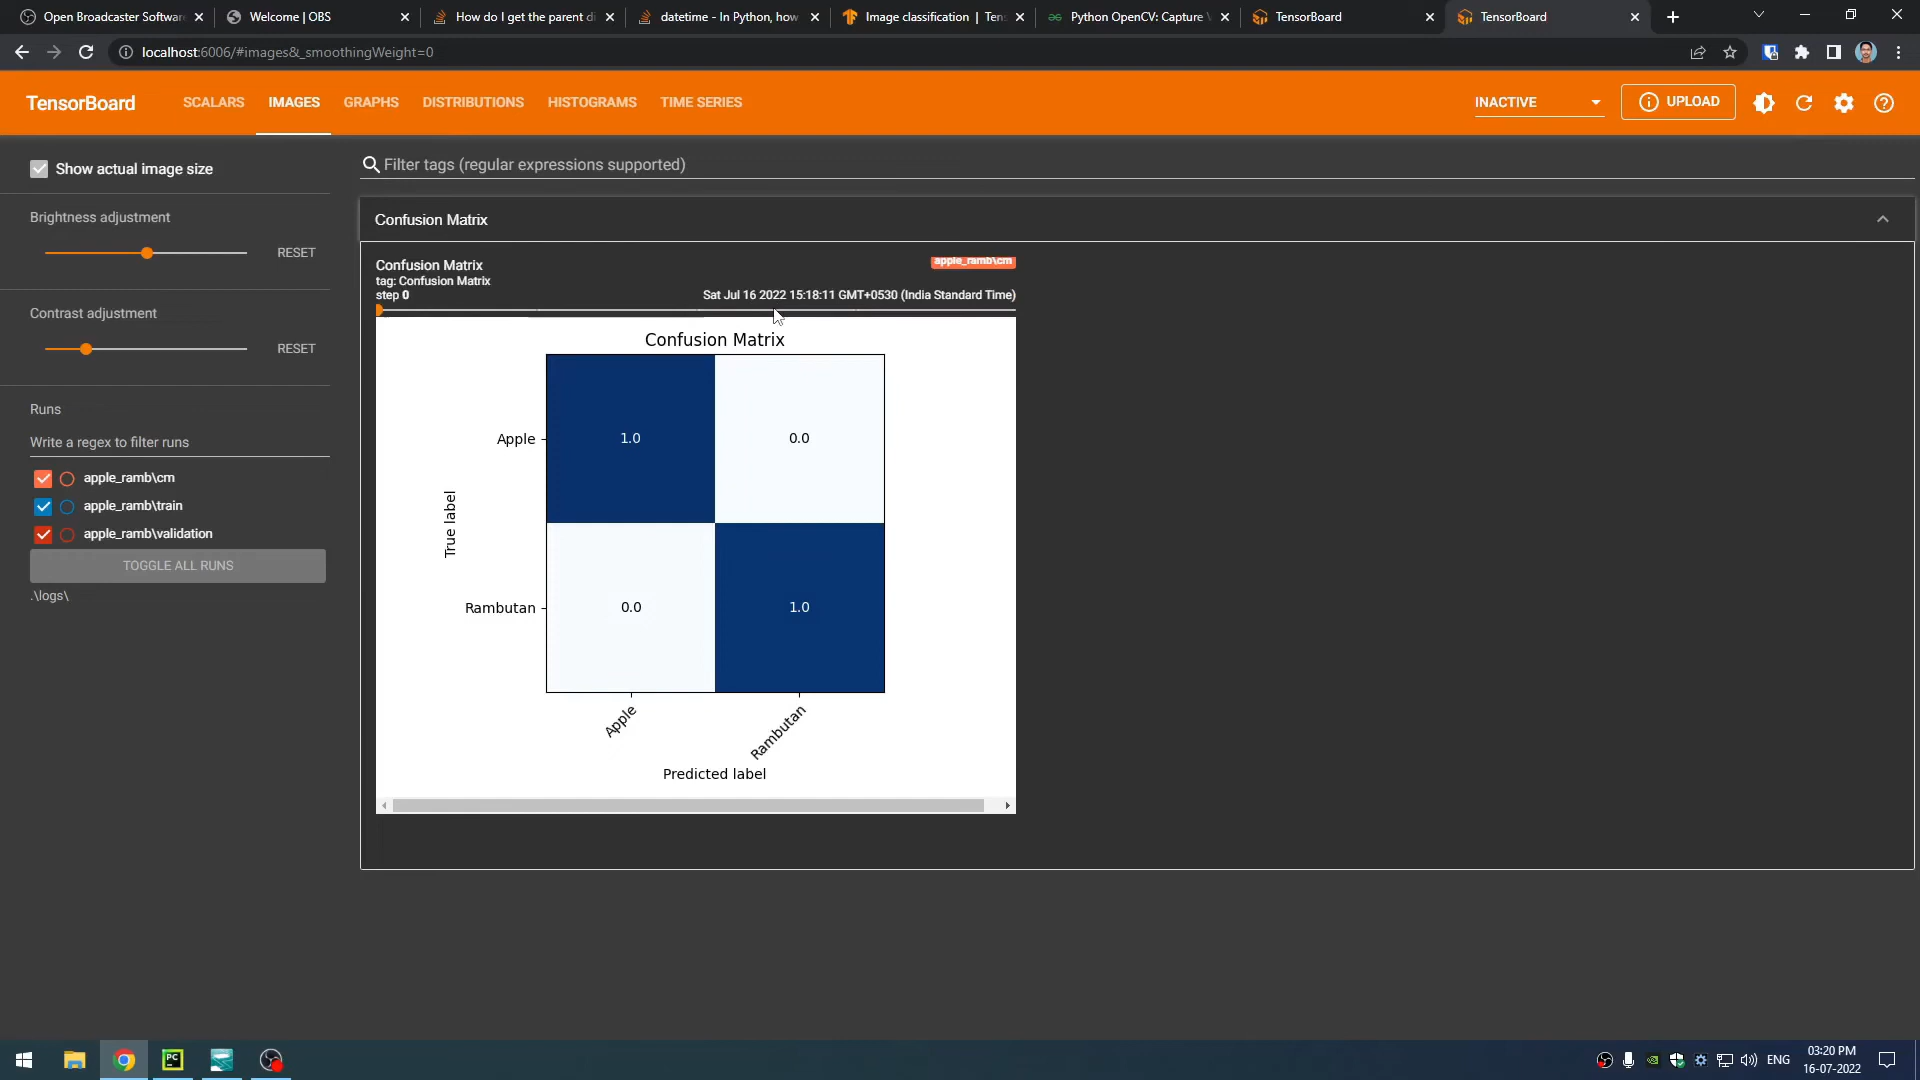 Open Broadcaster Softwar
Welcome | OBS
How do I get the parent di
datetime - In Python, how
Image classification | Ten
Python OpenCV: Capture V
TensorBoard
TensorBoard
localhost:6006/#images&_smoothingWeight=0
TensorBoard
SCALARS
IMAGES
GRAPHS
DISTRIBUTIONS
HISTOGRAMS
TIME SERIES
INACTIVE
UPLOAD
Show actual image size
Filter tags (regular expressions supported)
Brightness adjustment
RESET
Contrast adjustment
RESET
Runs
Write a regex to filter runs
apple_ramb\cm
apple_ramb\train
apple_ramb\validation
TOGGLE ALL RUNS
.\logs\
Confusion Matrix
Confusion Matrix
apple_ramb\cm
tag: Confusion Matrix
step 0
Sat Jul 16 2022 15:18:11 GMT+0530 (India Standard Time)
Confusion Matrix
Apple
1.0
0.0
True label
Rambutan
0.0
1.0
Apple
Rambutan
Predicted label
PC
ENG
03:20 PM
16-07-2022